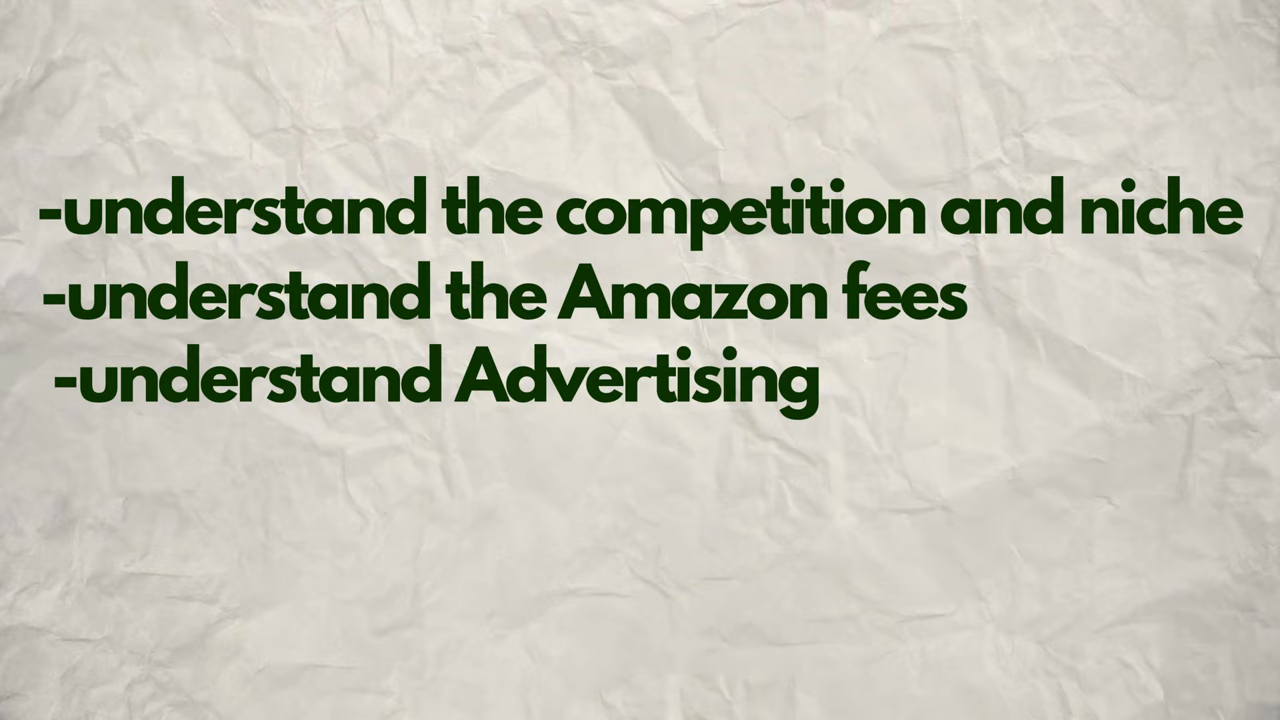 -understand the competition and niche
-understand the Amazon fees
-understand Advertising